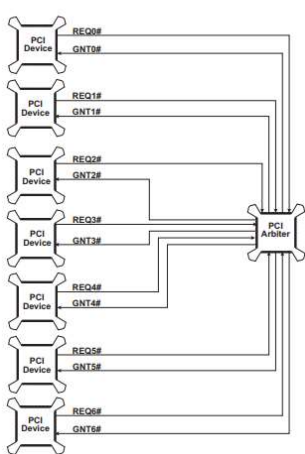 PCI
Device
REQ0#
GNT0#
PCI
Device
REQ1#
GNT1#
PCI
Device
REQ2#
GNT2#
PCI
Device
REQ3#
GNT3#
PCI
Arbiter
PCI
Device
REQ4#
GNT4#
PCI
Device
REQ5#
GNT5#
PCI
Device
REQ6#
GNT6#